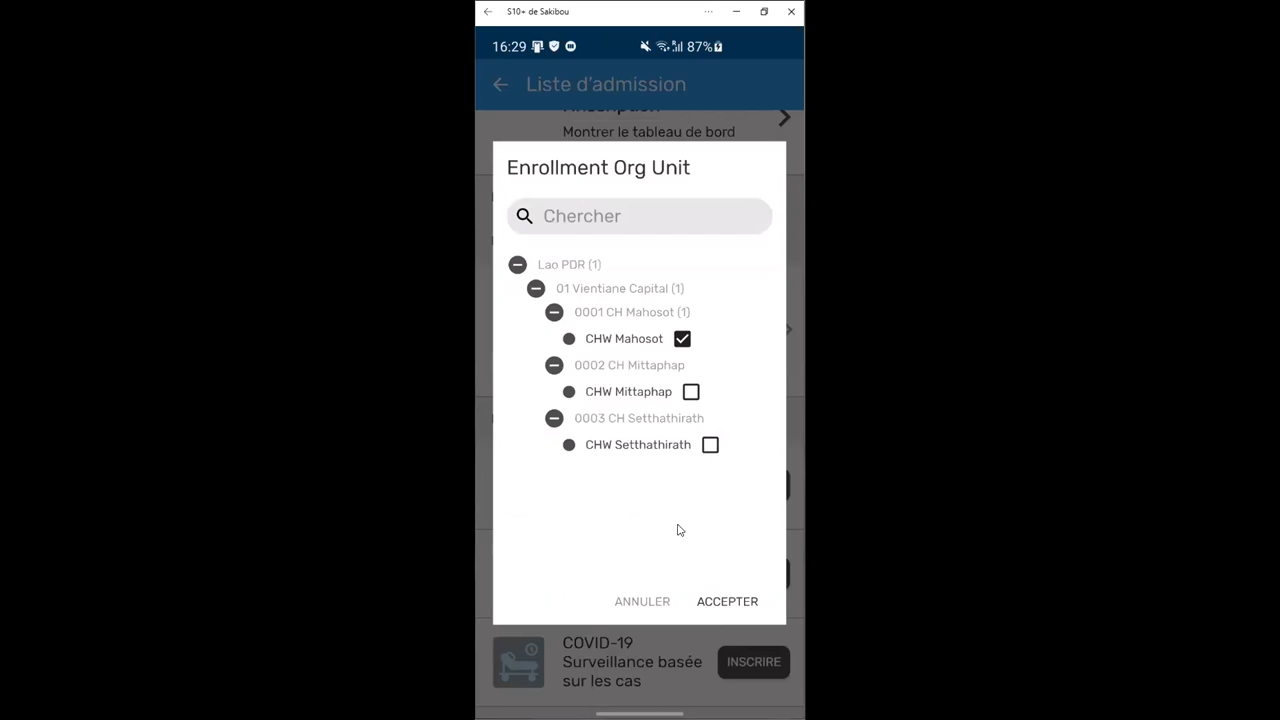 S10+ de Sakibou
16:29
87%
Liste d'admission
Inscription
Montrer le tableau de bord
Enrollment Org Unit
Chercher
Lao PDR (1)
01 Vientiane Capital (1)
0001 CH Mahosot (1)
CHW Mahosot
0002 CH Mittaphap
CHW Mittaphap
0003 CH Setthathirath
CHW Setthathirath
ANNULER ACCEPTER
COVID-19
Surveillance basée
sur les cas
INSCRIRE